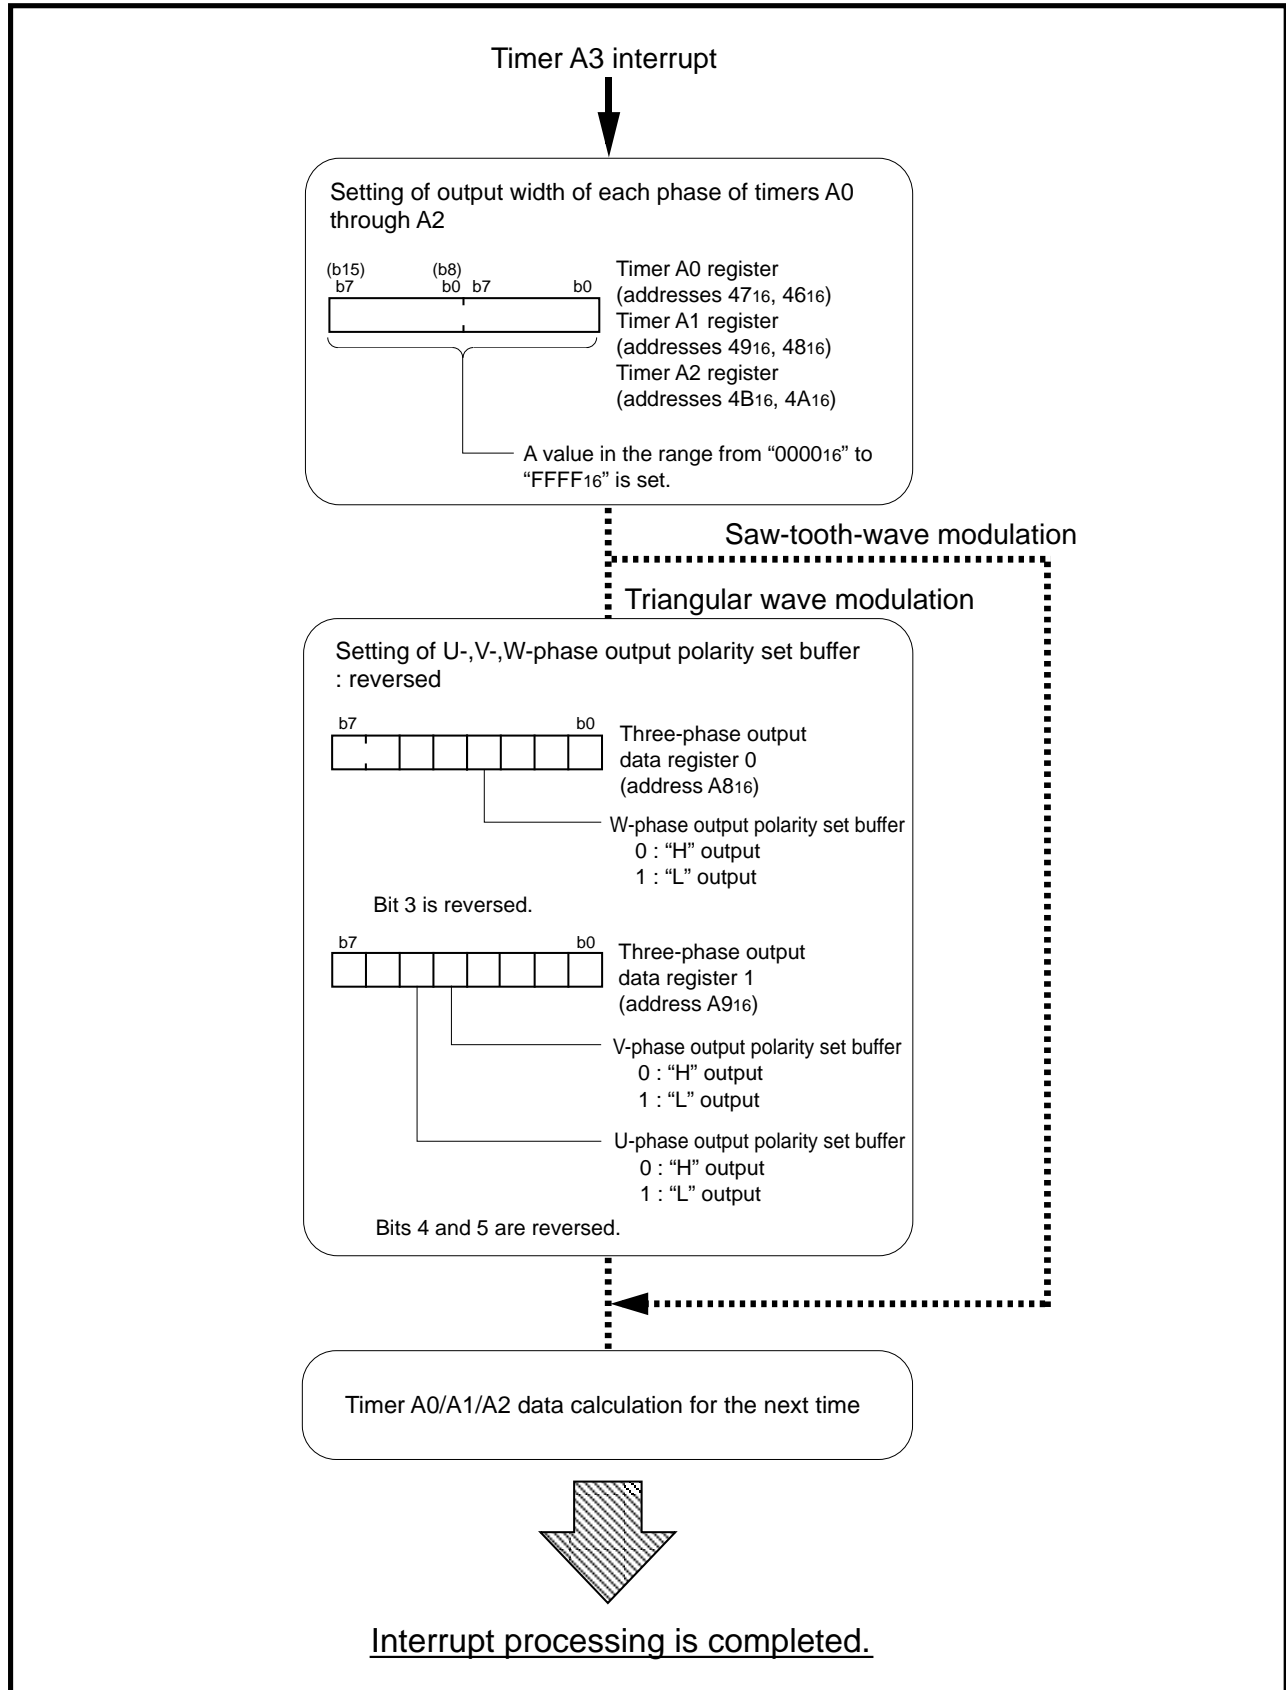 Timer A3 interrupt
Setting of output width of each phase of timers A0
through A2
(b15) (b8)
b7 b0 b7 b0
Timer A0 register
(addresses 4716, 4616)
Timer A1 register
(addresses 4916, 4816)
Timer A2 register
(addresses 4B16, 4A16)
A value in the range from “000016” to
“FFFF16” is set.
Saw-tooth-wave modulation
Triangular wave modulation
Setting of U-,V-,W-phase output polarity set buffer
: reversed
b7 b0
Three-phase output
data register 0
(address A816)
W-phase output polarity set buffer
0 : “H” output
1 : “L” output
Bit 3 is reversed.
b7 b0
Three-phase output
data register 1
(address A916)
V-phase output polarity set buffer
0 : “H” output
1 : “L” output
U-phase output polarity set buffer
0 : “H” output
1 : “L” output
Bits 4 and 5 are reversed.
Timer A0/A1/A2 data calculation for the next time
Interrupt processing is completed.